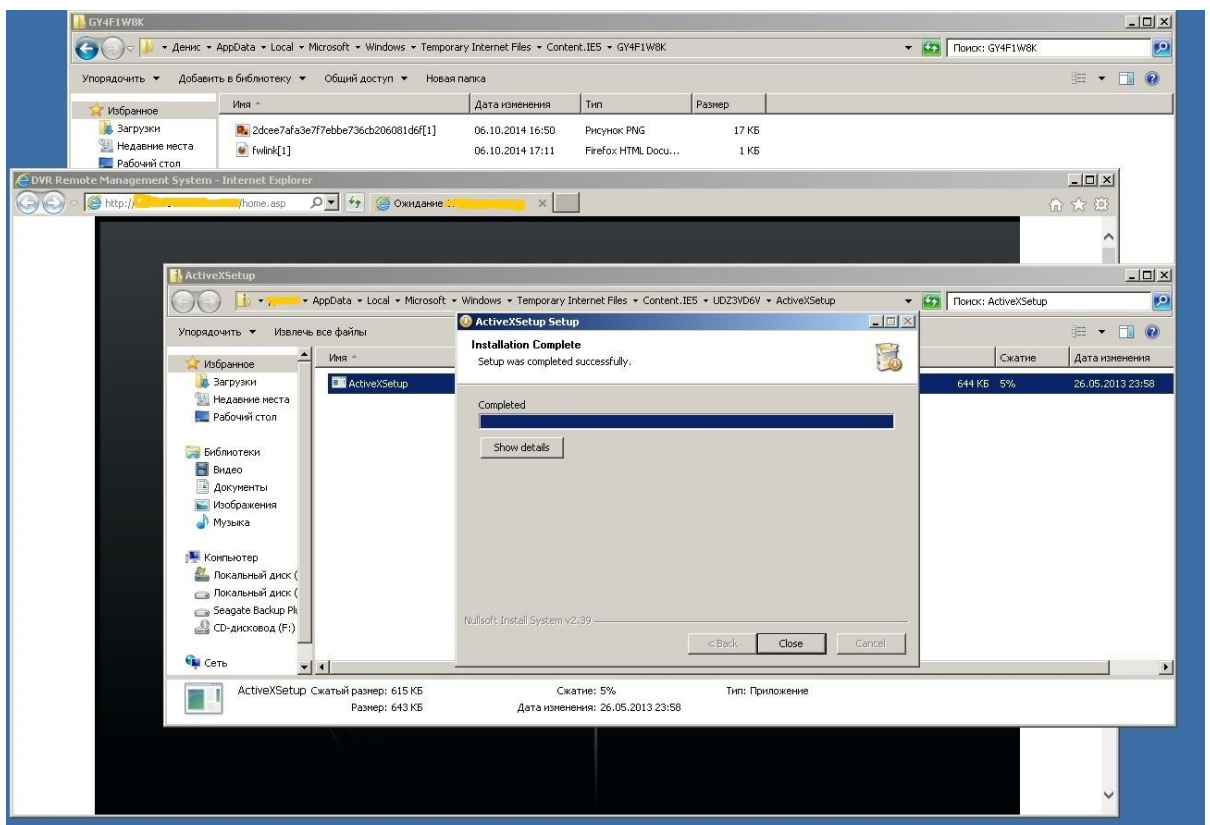 GY4F1W8K
Денис AppData Local Microsoft Windows Temporary Internet Files Content.IE5 GY4F1W8K Поиск: GY4F1W8K
Упорядочить Добавить в библиотеку Общий доступ Новая папка
Избранное
Загрузки
Недавние места
Рабочий стол
Имя Дата изменения Тип Размер
2dcee7afa3e7f7ebbe736cb206081d6f[1] 06.10.2014 16:50 Рисунок PNG 17 КБ
fwlink[1] 06.10.2014 17:11 Firefox HTML Docu... 1 КБ
DVR Remote Management System - Internet Explorer
http:// /home.asp Ожидание
ActiveXSetup
AppData Local Microsoft Windows Temporary Internet Files Content.IE5 UDZ3VD6V ActiveXSetup Поиск: ActiveXSetup
Упорядочить Извлечь все файлы
Избранное
Загрузки
Недавние места
Рабочий стол
Библиотеки
Видео
Документы
Изображения
Музыка
Компьютер
Локальный диск (
Локальный диск (
Seagate Backup Plu
CD-дисковод (F:)
Сеть
Имя Сжатие Дата изменения
ActiveXSetup 644 КБ 5% 26.05.2013 23:58
ActiveXSetup Setup
Installation Complete
Setup was completed successfully.
Completed
Show details
Nullsoft Install System v2.39
< Back Close Cancel
ActiveXSetup Сжатый размер: 615 КБ Сжатие: 5% Тип: Приложение
Размер: 643 КБ Дата изменения: 26.05.2013 23:58